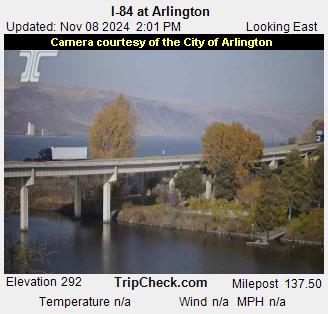 I-84 at Arlington
Updated: Nov 08 2024 2:01 PM Looking East
Camera courtesy of the City of Arlington
Elevation 292 TripCheck.com Milepost 137.50
Temperature n/a Wind n/a MPH n/a